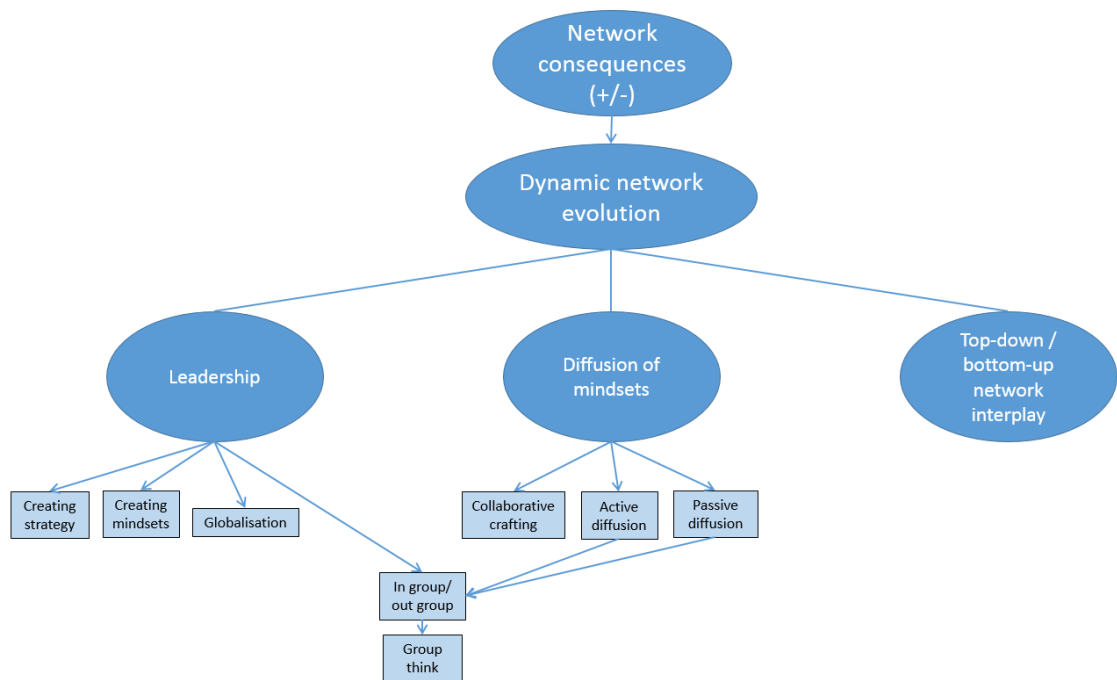 Network
consequences
(+/-)
Dynamic network
evolution
Leadership
Diffusion of
mindsets
Top-down /
bottom-up
network
interplay
Creating
strategy
Creating
mindsets
Globalisation
Collaborative
crafting
Active
diffusion
Passive
diffusion
In group/
out group
Group
think